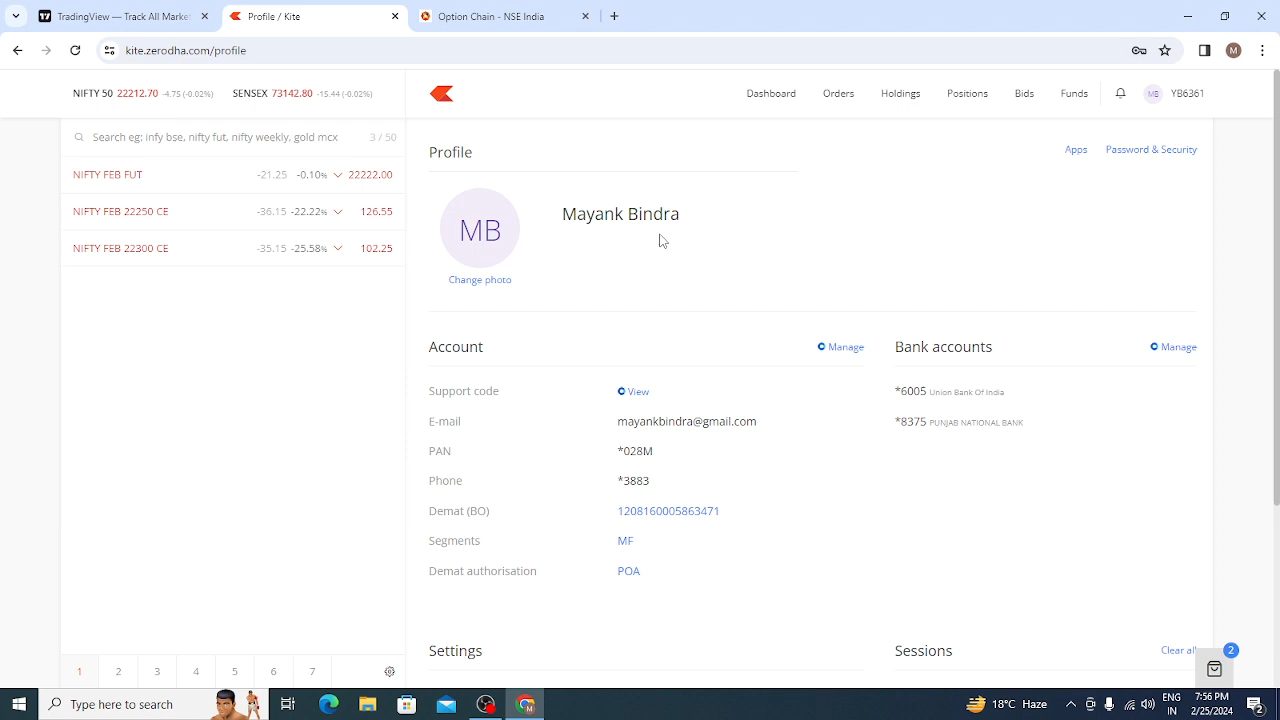 TradingView — Track All Market
Profile / Kite
Option Chain - NSE India
kite.zerodha.com/profile
M
NIFTY 50 22212.70 -4.75 (-0.02%) SENSEX 73142.80 -15.44 (-0.02%)
Dashboard Orders Holdings Positions Bids Funds MB YB6361
Search eg: infy bse, nifty fut, nifty weekly, gold mcx 3 / 50
NIFTY FEB FUT -21.25 -0.10% 22222.00
NIFTY FEB 22250 CE -36.15 -22.22% 126.55
NIFTY FEB 22300 CE -35.15 -25.58% 102.25
Profile
Apps Password & Security
MB
Mayank Bindra
Change photo
Account Manage
Support code View
E-mail mayankbindra@gmail.com
PAN *028M
Phone *3883
Demat (BO) 1208160005863471
Segments MF
Demat authorisation POA
Bank accounts Manage
*6005 Union Bank Of India
*8375 PUNJAB NATIONAL BANK
Settings
Sessions Clear all
2
1 2 3 4 5 6 7
Type here to search
18°C Haze
ENG
IN
7:56 PM
2/25/2024
2